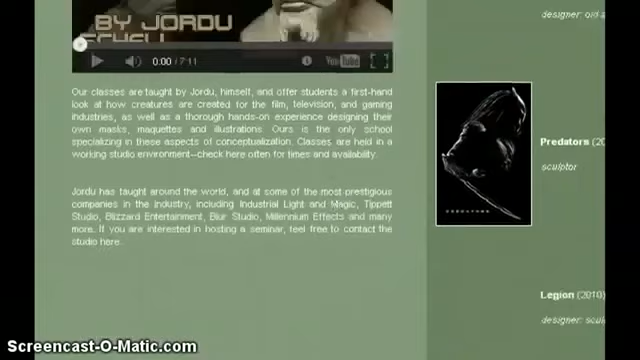 BY JORDU
SCHELL
0:00 / 7:11
YouTube
designer: old
Our classes are taught by Jordu, himself, and offer students a first-hand
look at how creatures are created for the film, television, and gaming
industries, as well as a thorough hands-on experience designing their
own masks, maquettes and illustrations. Ours is the only school
specializing in these aspects of conceptualization. Classes are held in a
working studio environment--check here often for times and availability.
Jordu has taught around the world, and at some of the most prestigious
companies in the industry, including Industrial Light and Magic, Tippett
Studio, Blizzard Entertainment, Blur Studio, Millennium Effects and many
more. If you are interested in hosting a seminar, feel free to contact the
studio here.
PREDATORS
Predators (20
sculptor
Legion (2010)
designer: scul
Screencast-O-Matic.com